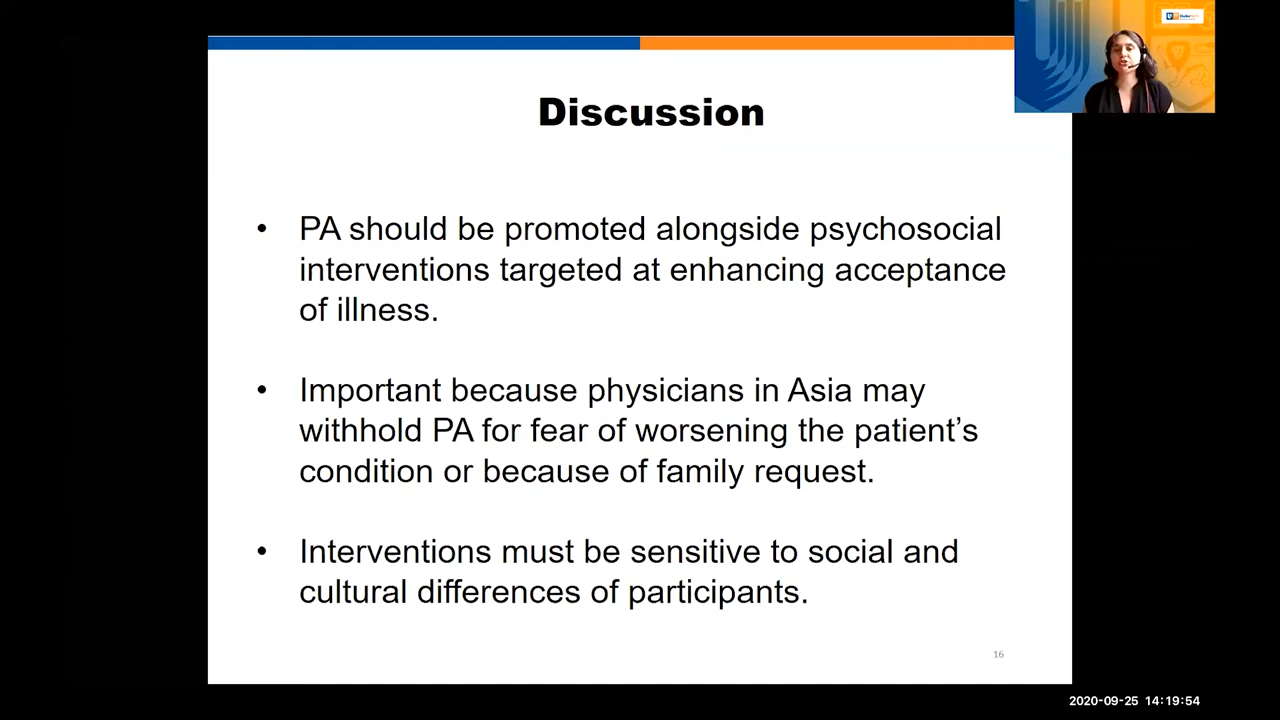 Discussion
• PA should be promoted alongside psychosocial
interventions targeted at enhancing acceptance
of illness.
• Important because physicians in Asia may
withhold PA for fear of worsening the patient’s
condition or because of family request.
• Interventions must be sensitive to social and
cultural differences of participants.
16
2020-09-25 14:19:54